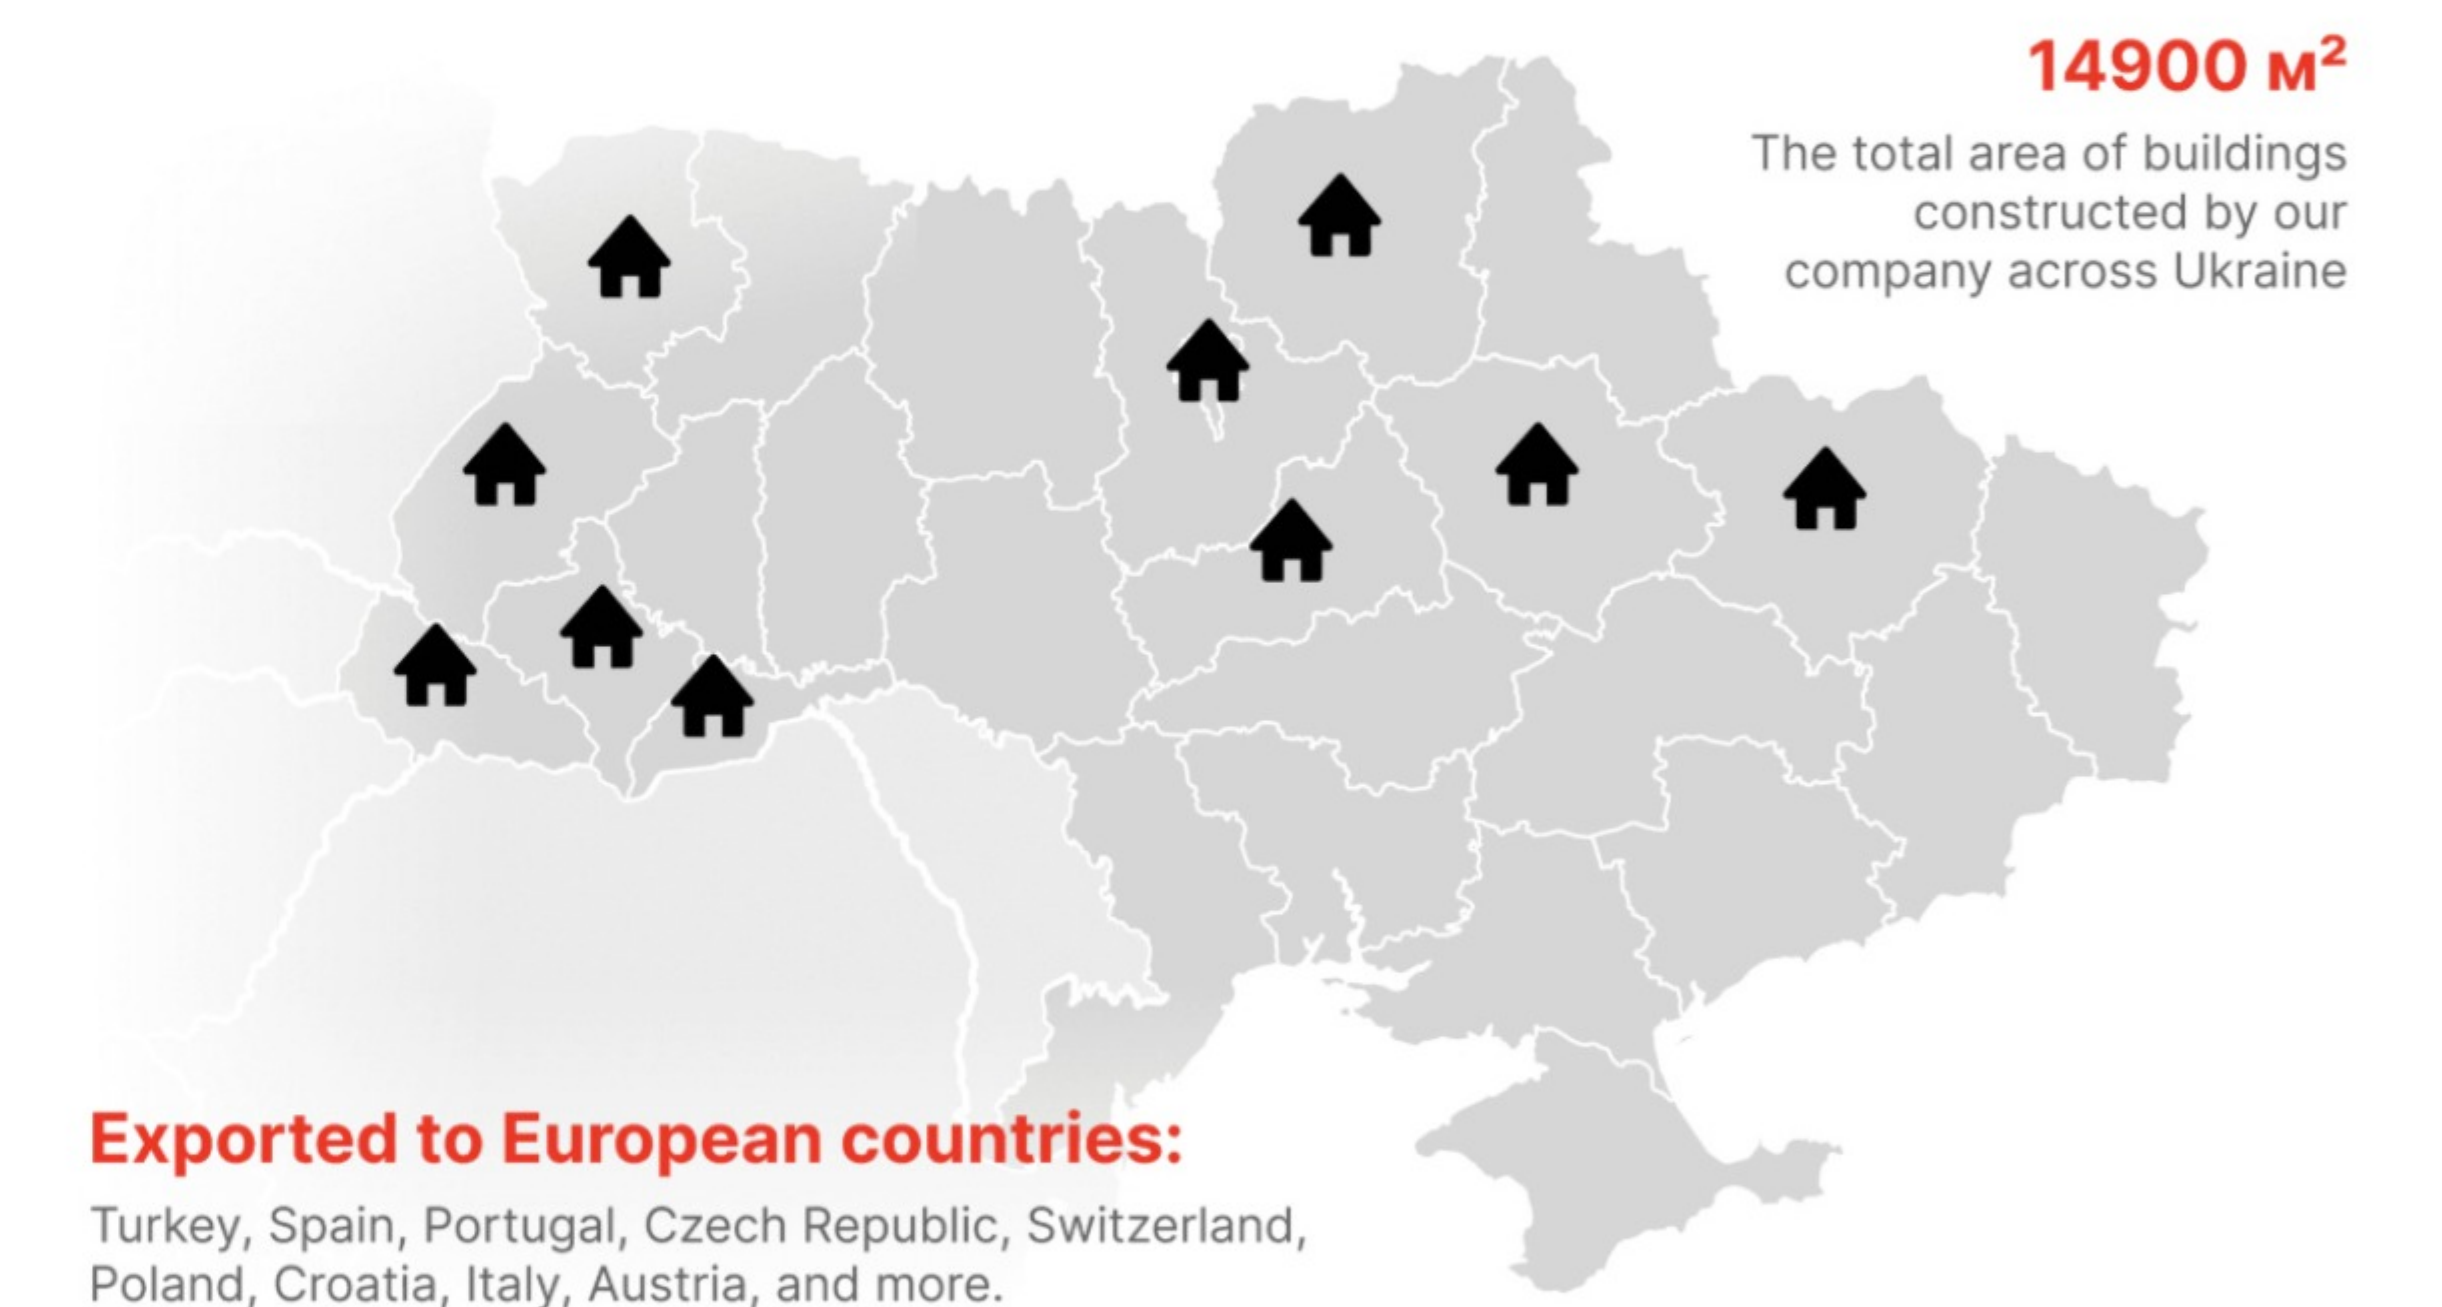 14900 м²
The total area of buildings
constructed by our
company across Ukraine
Exported to European countries:
Turkey, Spain, Portugal, Czech Republic, Switzerland,
Poland, Croatia, Italy, Austria, and more.